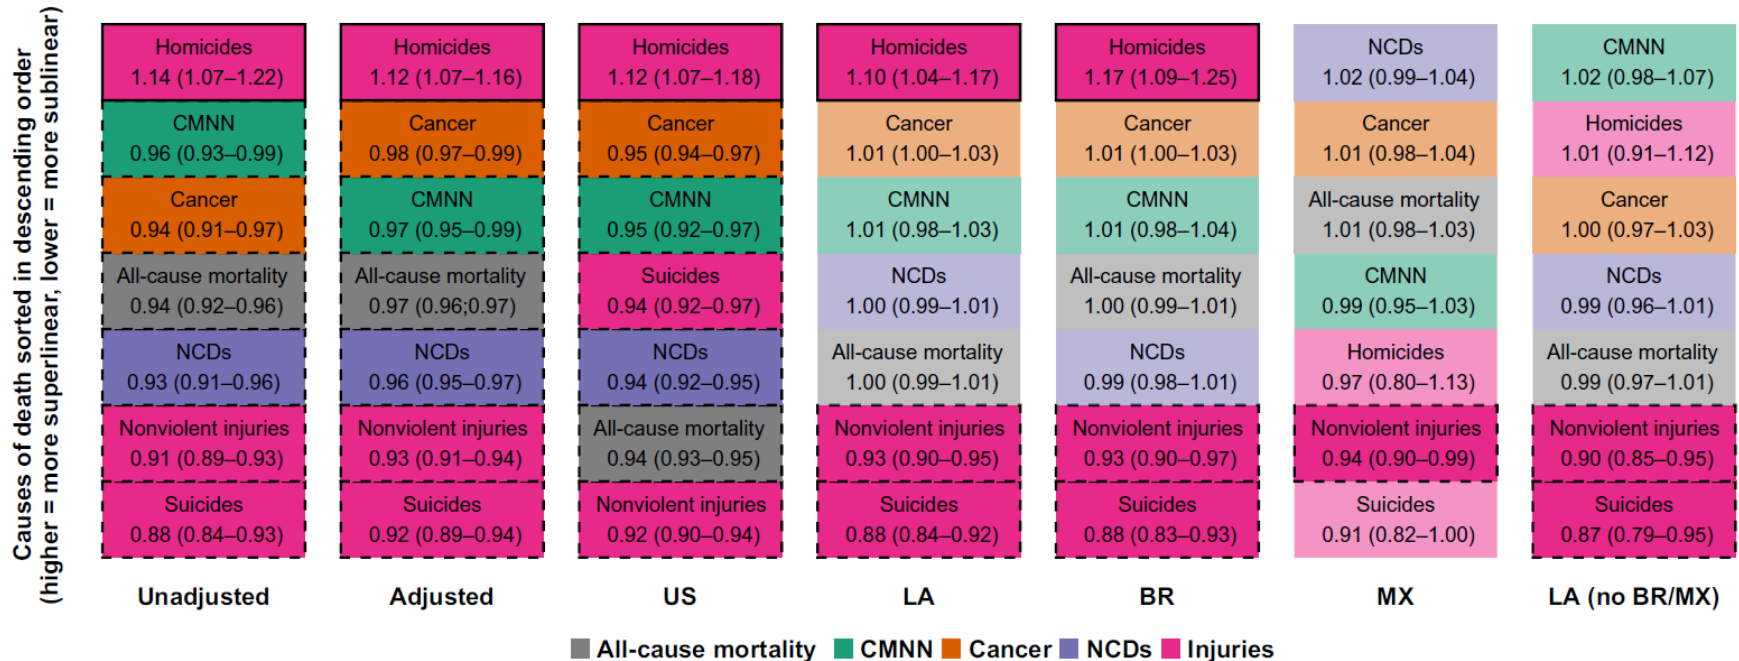 Causes of death sorted in descending order
(higher = more superlinear, lower = more sublinear)
Homicides
1.14 (1.07–1.22)
CMNN
0.96 (0.93–0.99)
Cancer
0.94 (0.91–0.97)
All-cause mortality
0.94 (0.92–0.96)
NCDs
0.93 (0.91–0.96)
Nonviolent injuries
0.91 (0.89–0.93)
Suicides
0.88 (0.84–0.93)
Unadjusted
Homicides
1.12 (1.07–1.16)
Cancer
0.98 (0.97–0.99)
CMNN
0.97 (0.95–0.99)
All-cause mortality
0.97 (0.96;0.97)
NCDs
0.96 (0.95–0.97)
Nonviolent injuries
0.93 (0.91–0.94)
Suicides
0.92 (0.89–0.94)
Adjusted
Homicides
1.12 (1.07–1.18)
Cancer
0.95 (0.94–0.97)
CMNN
0.95 (0.92–0.97)
Suicides
0.94 (0.92–0.97)
NCDs
0.94 (0.92–0.95)
All-cause mortality
0.94 (0.93–0.95)
Nonviolent injuries
0.92 (0.90–0.94)
US
Homicides
1.10 (1.04–1.17)
Cancer
1.01 (1.00–1.03)
CMNN
1.01 (0.98–1.03)
NCDs
1.00 (0.99–1.01)
All-cause mortality
1.00 (0.99–1.01)
Nonviolent injuries
0.93 (0.90–0.95)
Suicides
0.88 (0.84–0.92)
LA
Homicides
1.17 (1.09–1.25)
Cancer
1.01 (1.00–1.03)
CMNN
1.01 (0.98–1.04)
All-cause mortality
1.00 (0.99–1.01)
NCDs
0.99 (0.98–1.01)
Nonviolent injuries
0.93 (0.90–0.97)
Suicides
0.88 (0.83–0.93)
BR
NCDs
1.02 (0.99–1.04)
Cancer
1.01 (0.98–1.04)
All-cause mortality
1.01 (0.98–1.03)
CMNN
0.99 (0.95–1.03)
Homicides
0.97 (0.80–1.13)
Nonviolent injuries
0.94 (0.90–0.99)
Suicides
0.91 (0.82–1.00)
MX
CMNN
1.02 (0.98–1.07)
Homicides
1.01 (0.91–1.12)
Cancer
1.00 (0.97–1.03)
NCDs
0.99 (0.96–1.01)
All-cause mortality
0.99 (0.97–1.01)
Nonviolent injuries
0.90 (0.85–0.95)
Suicides
0.87 (0.79–0.95)
LA (no BR/MX)
All-cause mortality CMNN Cancer NCDs Injuries